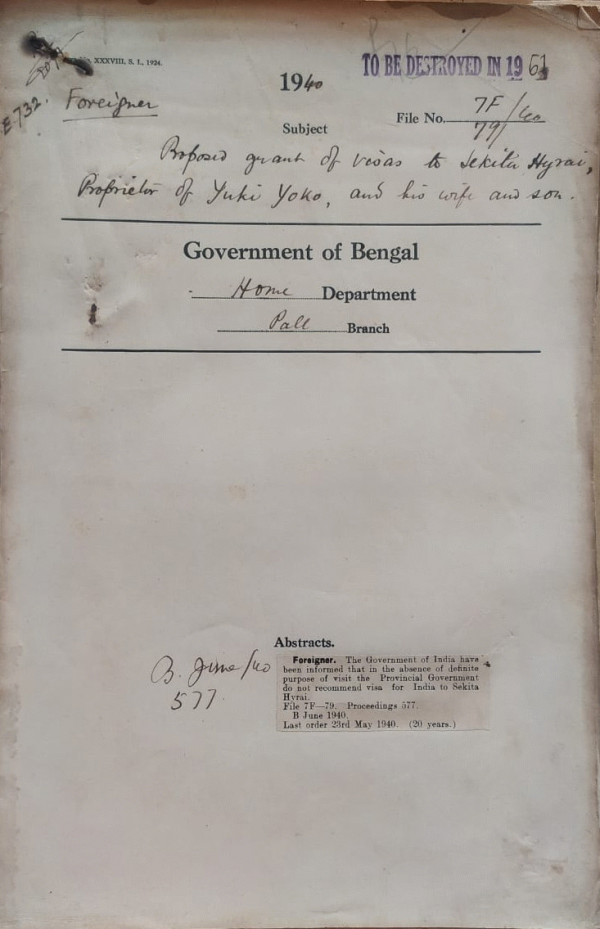 XXXVIII, S. I., 1924.
TO BE DESTROYED IN 1961
1940
E-732.
Foreigner
File No. 7F/79/40
Subject
Proposed grant of visas to Sekita Hyrai,
Proprietor of Yuki Yoko, and his wife and son.
Government of Bengal
Home Department
Poll Branch
Abstracts.
B. June/40
577.
Foreigner. The Government of India have
been informed that in the absence of definite
purpose of visit the Provincial Government
do not recommend visa for India to Sekita
Hyrai.
File 7F—79. Proceedings 577.
B June 1940.
Last order 23rd May 1940. (20 years.)